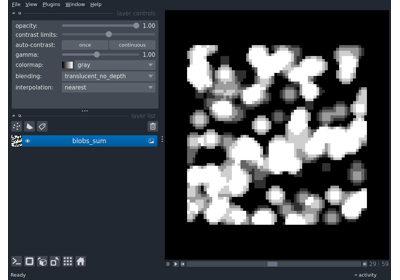 File View Plugins Window Help
layer controls
opacity: 1.00
contrast limits:
auto-contrast: once continuous
gamma: 1.00
colormap: gray
blending: translucent_no_depth
interpolation: nearest
layer list
blobs_sum
29 59
Ready activity